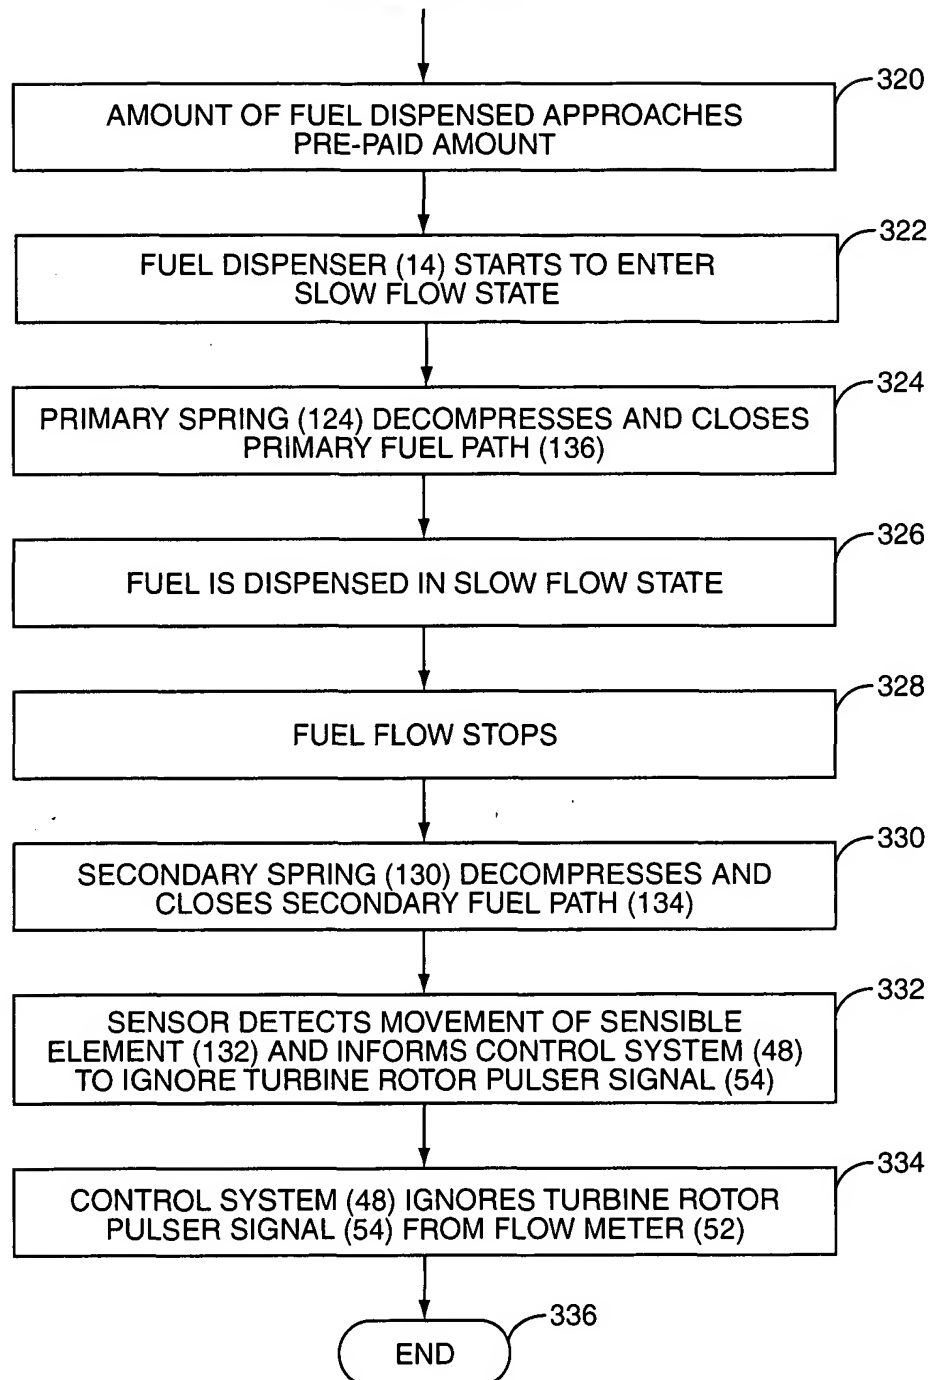 320
AMOUNT OF FUEL DISPENSED APPROACHES
PRE-PAID AMOUNT
322
FUEL DISPENSER (14) STARTS TO ENTER
SLOW FLOW STATE
324
PRIMARY SPRING (124) DECOMPRESSES AND CLOSES
PRIMARY FUEL PATH (136)
326
FUEL IS DISPENSED IN SLOW FLOW STATE
328
FUEL FLOW STOPS
330
SECONDARY SPRING (130) DECOMPRESSES AND
CLOSES SECONDARY FUEL PATH (134)
332
SENSOR DETECTS MOVEMENT OF SENSIBLE
ELEMENT (132) AND INFORMS CONTROL SYSTEM (48)
TO IGNORE TURBINE ROTOR PULSER SIGNAL (54)
334
CONTROL SYSTEM (48) IGNORES TURBINE ROTOR
PULSER SIGNAL (54) FROM FLOW METER (52)
336
END